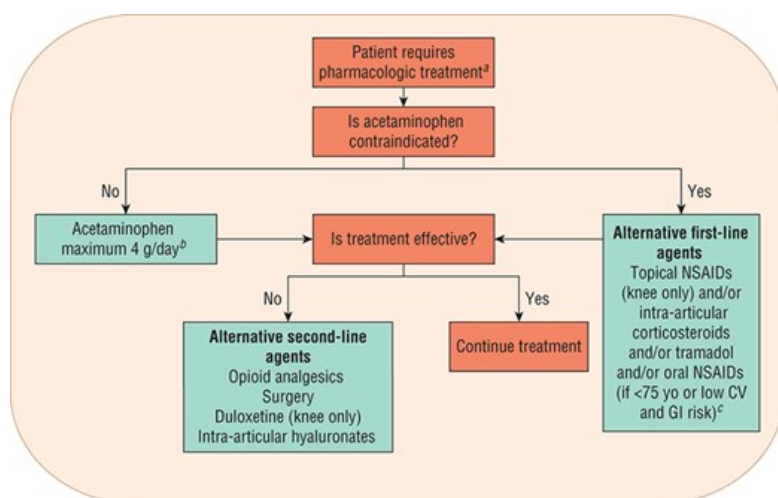 Patient requires
pharmacologic treatmentᵃ
Is acetaminophen
contraindicated?
No
Yes
Acetaminophen
maximum 4 g/dayᵇ
Is treatment effective?
Alternative first-line
agents
Topical NSAIDs
(knee only) and/or
intra-articular
corticosteroids
and/or tramadol
and/or oral NSAIDs
(if <75 yo or low CV
and GI risk)ᶜ
No
Yes
Alternative second-line
agents
Opioid analgesics
Surgery
Duloxetine (knee only)
Intra-articular hyaluronates
Continue treatment